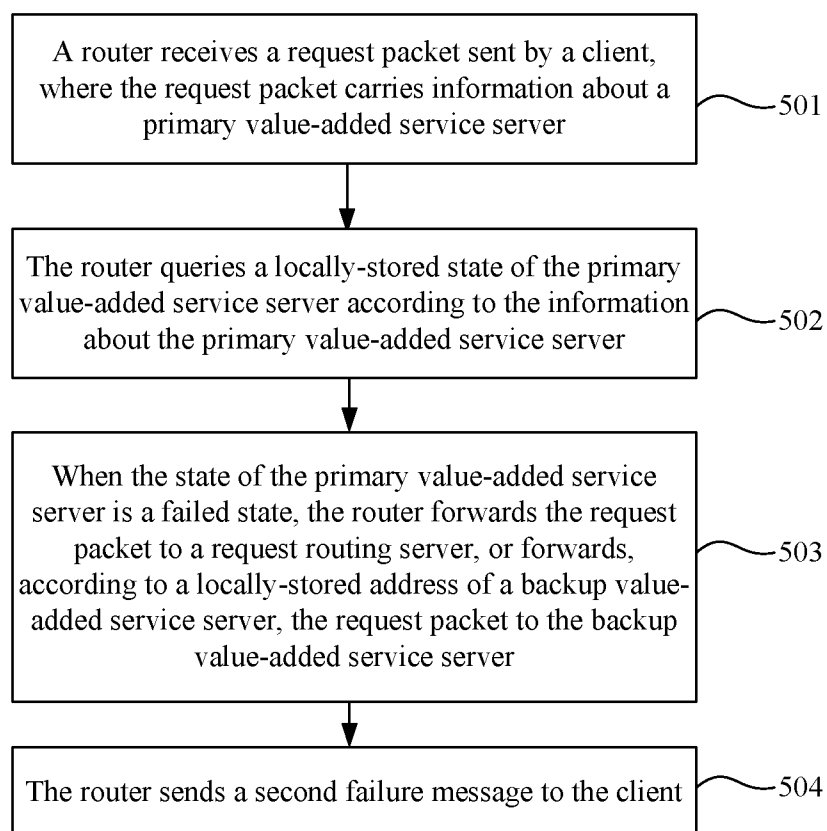 A router receives a request packet sent by a client,
where the request packet carries information about a
primary value-added service server
501
The router queries a locally-stored state of the primary
value-added service server according to the information
about the primary value-added service server
502
When the state of the primary value-added service
server is a failed state, the router forwards the request
packet to a request routing server, or forwards,
according to a locally-stored address of a backup value-
added service server, the request packet to the backup
value-added service server
503
The router sends a second failure message to the client
504